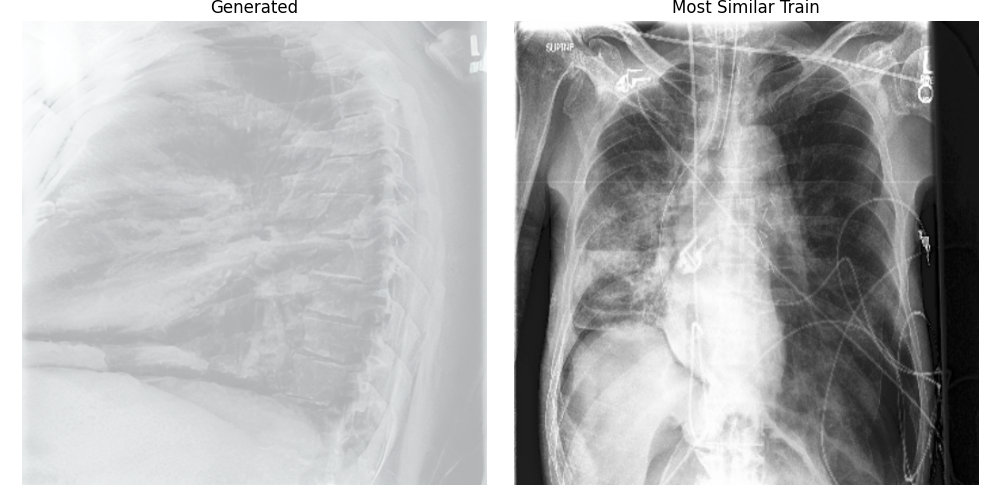 Generated
Most Similar Train
L
SUPINE
L